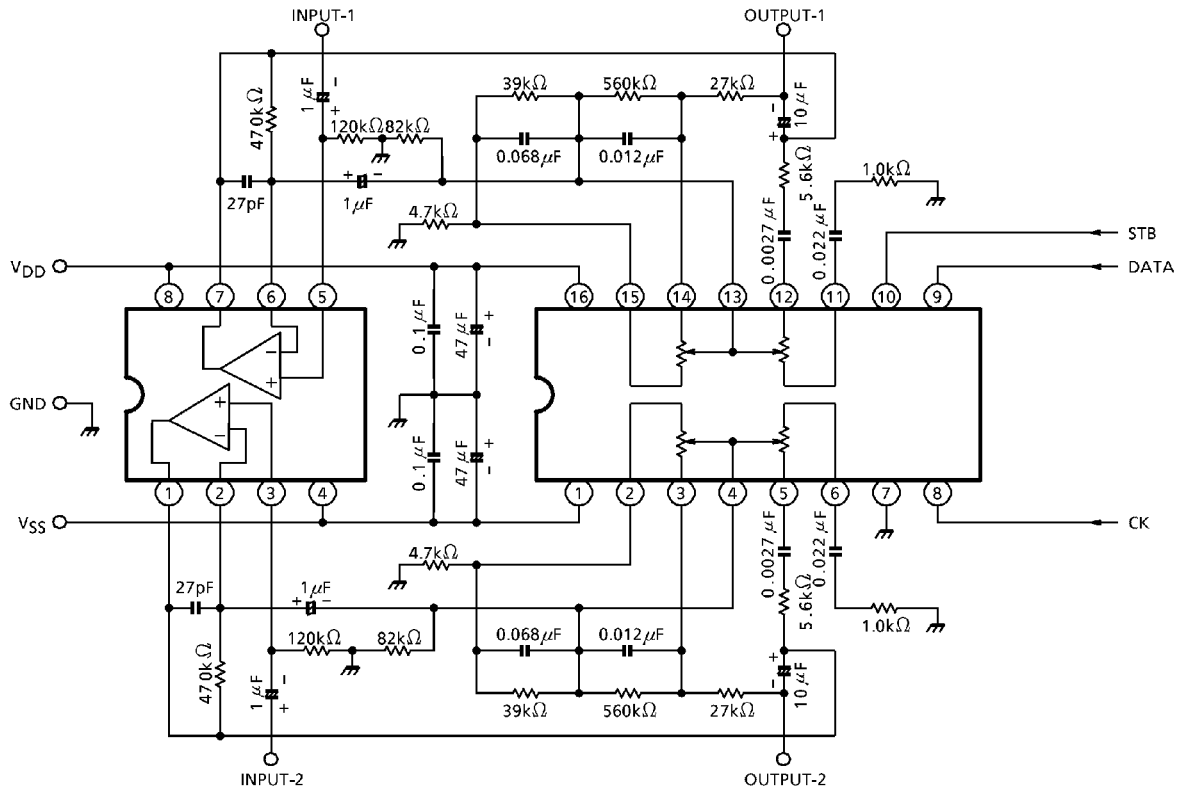 INPUT-1
OUTPUT-1
39kΩ
560kΩ
27kΩ
1μF
-
+
470kΩ
120kΩ
82kΩ
0.068μF
0.012μF
-
+
10μF
27pF
+
-
1μF
5.6kΩ
1.0kΩ
4.7kΩ
0.0027μF
0.022μF
STB
DATA
VDD
8
7
6
5
16
15
14
13
12
11
10
9
-
+
0.1μF
47μF
+
-
GND
+
-
0.1μF
47μF
+
-
1
2
3
4
1
2
3
4
5
6
7
8
VSS
CK
4.7kΩ
0.0027μF
0.022μF
27pF
1μF
+
-
5.6kΩ
1.0kΩ
470kΩ
120kΩ
82kΩ
0.068μF
0.012μF
1μF
-
+
+
-
10μF
39kΩ
560kΩ
27kΩ
INPUT-2
OUTPUT-2